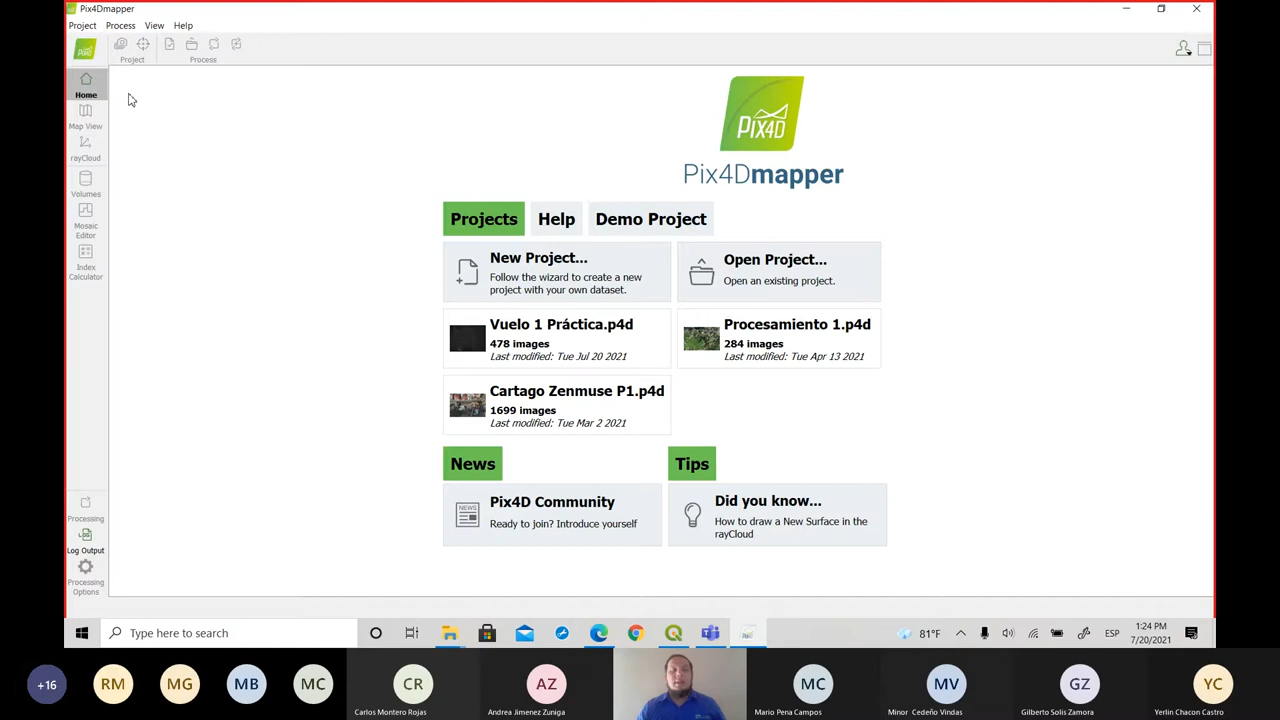 Pix4Dmapper
Project Process View Help
PIX4D
Project
Process
Home
Map View
rayCloud
Volumes
Mosaic
Editor
Index
Calculator
Processing
Log Output
Processing
Options
PIX4D
Pix4Dmapper
Projects Help Demo Project
New Project...
Follow the wizard to create a new
project with your own dataset.
Open Project...
Open an existing project.
Vuelo 1 Práctica.p4d
478 images
Last modified: Tue Jul 20 2021
Procesamiento 1.p4d
284 images
Last modified: Tue Apr 13 2021
Cartago Zenmuse P1.p4d
1699 images
Last modified: Tue Mar 2 2021
News
Tips
Pix4D Community
Ready to join? Introduce yourself
NEWS
Did you know...
How to draw a New Surface in the
rayCloud
Type here to search
81°F
ESP
1:24 PM
7/20/2021
+16
RM
MG
MB
MC
CR
Carlos Montero Rojas
AZ
Andrea Jimenez Zuniga
MC
Mario Pena Campos
MV
Minor Cedeño Vindas
GZ
Gilberto Solis Zamora
YC
Yerlin Chacon Castro